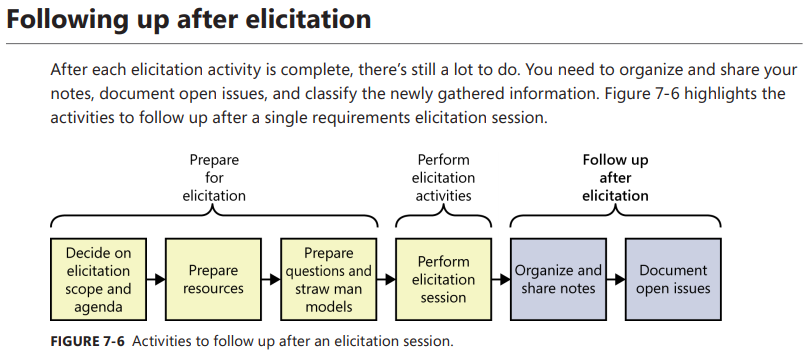 Following up after elicitation
After each elicitation activity is complete, there’s still a lot to do. You need to organize and share your
notes, document open issues, and classify the newly gathered information. Figure 7-6 highlights the
activities to follow up after a single requirements elicitation session.
Prepare
for
elicitation
Perform
elicitation
activities
Follow up
after
elicitation
Decide on
elicitation
scope and
agenda
Prepare
resources
Prepare
questions and
straw man
models
Perform
elicitation
session
Organize and
share notes
Document
open issues
FIGURE 7-6 Activities to follow up after an elicitation session.